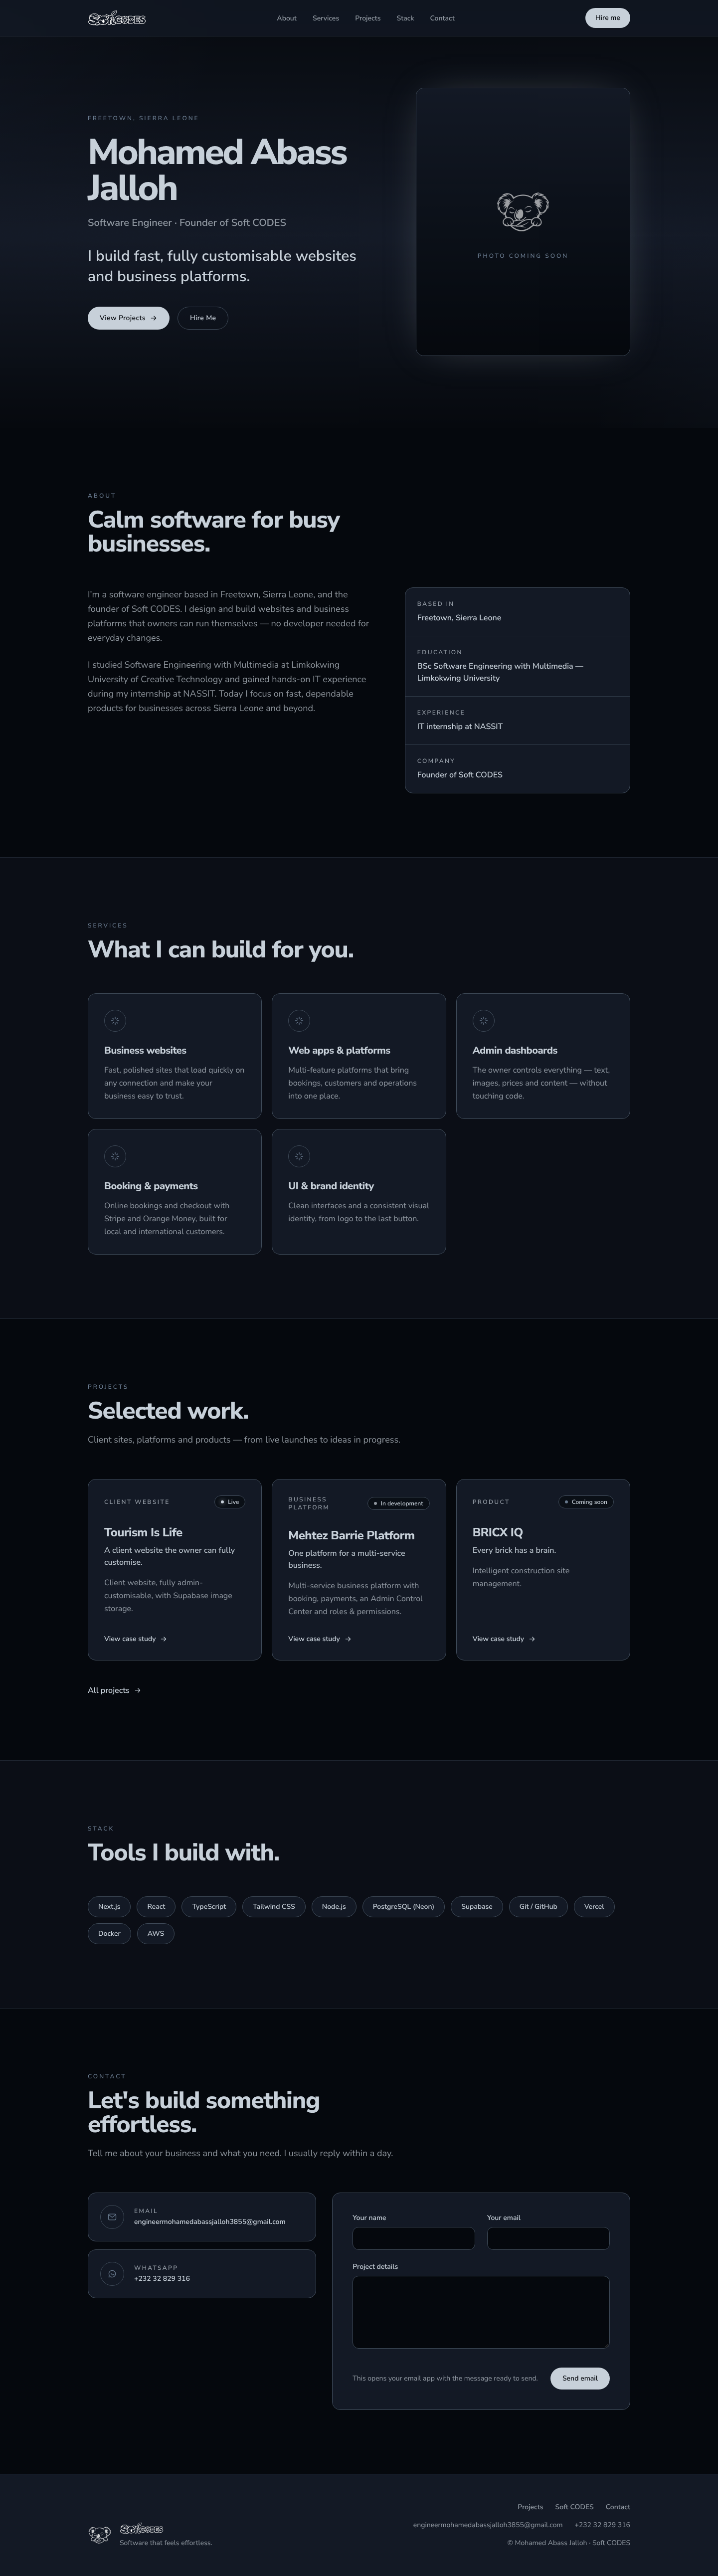 Soft CODES
About
Services
Projects
Stack
Contact
Hire me
FREETOWN, SIERRA LEONE
Mohamed Abass
Jalloh
Software Engineer · Founder of Soft CODES
I build fast, fully customisable websites
and business platforms.
View Projects →
Hire Me
PHOTO COMING SOON
ABOUT
Calm software for busy
businesses.
I'm a software engineer based in Freetown, Sierra Leone, and the
founder of Soft CODES. I design and build websites and business
platforms that owners can run themselves — no developer needed for
everyday changes.
I studied Software Engineering with Multimedia at Limkokwing
University of Creative Technology and gained hands-on IT experience
during my internship at NASSIT. Today I focus on fast, dependable
products for businesses across Sierra Leone and beyond.
BASED IN
Freetown, Sierra Leone
EDUCATION
BSc Software Engineering with Multimedia —
Limkokwing University
EXPERIENCE
IT internship at NASSIT
COMPANY
Founder of Soft CODES
SERVICES
What I can build for you.
Business websites
Fast, polished sites that load quickly on
any connection and make your
business easy to trust.
Web apps & platforms
Multi-feature platforms that bring
bookings, customers and operations
into one place.
Admin dashboards
The owner controls everything — text,
images, prices and content — without
touching code.
Booking & payments
Online bookings and checkout with
Stripe and Orange Money, built for
local and international customers.
UI & brand identity
Clean interfaces and a consistent visual
identity, from logo to the last button.
PROJECTS
Selected work.
Client sites, platforms and products — from live launches to ideas in progress.
CLIENT WEBSITE
Live
Tourism Is Life
A client website the owner can fully
customise.
Client website, fully admin-
customisable, with Supabase image
storage.
View case study →
BUSINESS
PLATFORM
In development
Mehtez Barrie Platform
One platform for a multi-service
business.
Multi-service business platform with
booking, payments, an Admin Control
Center and roles & permissions.
View case study →
PRODUCT
Coming soon
BRICX IQ
Every brick has a brain.
Intelligent construction site
management.
View case study →
All projects →
STACK
Tools I build with.
Next.js
React
TypeScript
Tailwind CSS
Node.js
PostgreSQL (Neon)
Supabase
Git / GitHub
Vercel
Docker
AWS
CONTACT
Let's build something
effortless.
Tell me about your business and what you need. I usually reply within a day.
EMAIL
engineermohamedabassjalloh3855@gmail.com
WHATSAPP
+232 32 829 316
Your name
Your email
Project details
This opens your email app with the message ready to send.
Send email
Soft CODES
Software that feels effortless.
Projects
Soft CODES
Contact
engineermohamedabassjalloh3855@gmail.com
+232 32 829 316
© Mohamed Abass Jalloh · Soft CODES